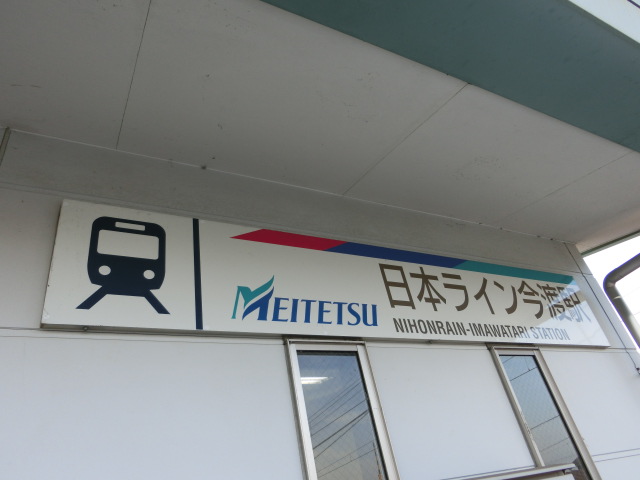 MEITETSU
日本ライン今渡駅
NIHONRAIN-IMAWATARI STATION